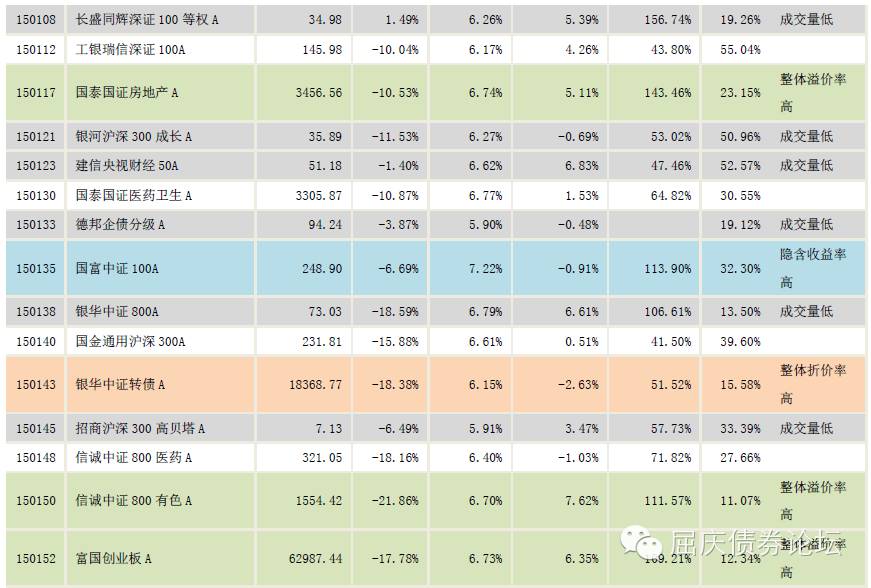 150108 长盛同辉深证 100 等权 A 34.98 1.49% 6.26% 5.39% 156.74% 19.26% 成交量低
150112 工银瑞信深证 100A 145.98 -10.04% 6.17% 4.26% 43.80% 55.04%
150117 国泰国证房地产 A 3456.56 -10.53% 6.74% 5.11% 143.46% 23.15% 整体溢价率
高
150121 银河沪深 300 成长 A 35.89 -11.53% 6.27% -0.69% 53.02% 50.96% 成交量低
150123 建信央视财经 50A 51.18 -1.40% 6.62% 6.83% 47.46% 52.57% 成交量低
150130 国泰国证医药卫生 A 3305.87 -10.87% 6.77% 1.53% 64.82% 30.55%
150133 德邦企债分级 A 94.24 -3.87% 5.90% -0.48% 19.12% 成交量低
150135 国富中证 100A 248.90 -6.69% 7.22% -0.91% 113.90% 32.30% 隐含收益率
高
150138 银华中证 800A 73.03 -18.59% 6.79% 6.61% 106.61% 13.50% 成交量低
150140 国金通用沪深 300A 231.81 -15.88% 6.61% 0.51% 41.50% 39.60%
150143 银华中证转债 A 18368.77 -18.38% 6.15% -2.63% 51.52% 15.58% 整体折价率
高
150145 招商沪深 300 高贝塔 A 7.13 -6.49% 5.91% 3.47% 57.73% 33.39% 成交量低
150148 信诚中证 800 医药 A 321.05 -18.16% 6.40% -1.03% 71.82% 27.66%
150150 信诚中证 800 有色 A 1554.42 -21.86% 6.70% 7.62% 111.57% 11.07% 整体溢价率
高
150152 富国创业板 A 62987.44 -17.78% 6.73% 6.35% 169.21% 12.34% 整体溢价率
高
屈庆债券论坛